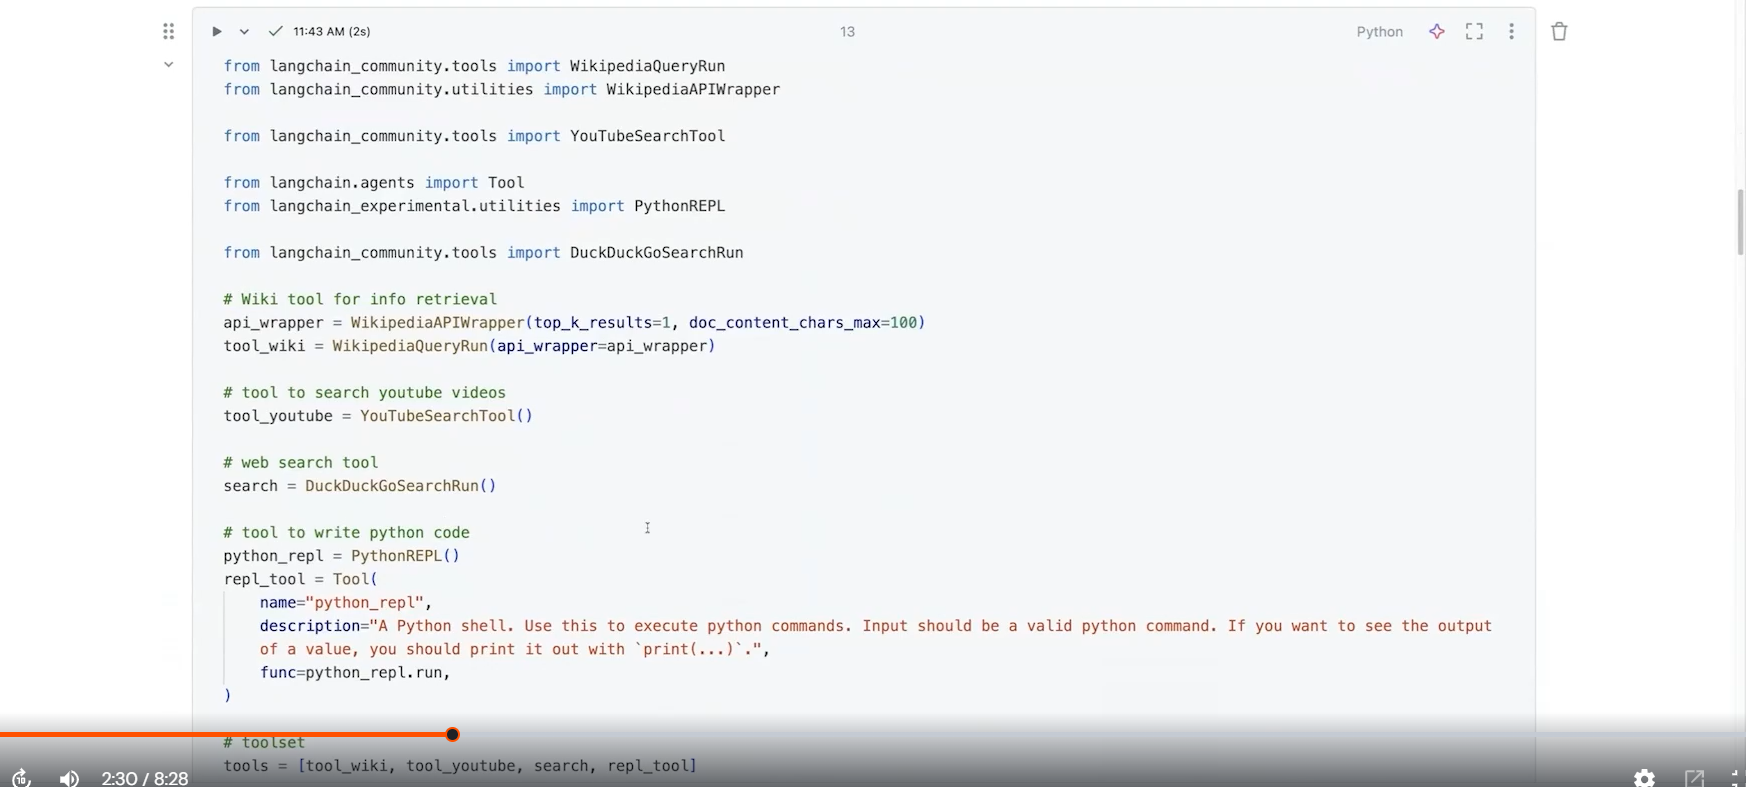 11:43 AM (2s)
13
Python
from langchain_community.tools import WikipediaQueryRun
from langchain_community.utilities import WikipediaAPIWrapper
from langchain_community.tools import YouTubeSearchTool
from langchain.agents import Tool
from langchain_experimental.utilities import PythonREPL
from langchain_community.tools import DuckDuckGoSearchRun
# Wiki tool for info retrieval
api_wrapper = WikipediaAPIWrapper(top_k_results=1, doc_content_chars_max=100)
tool_wiki = WikipediaQueryRun(api_wrapper=api_wrapper)
# tool to search youtube videos
tool_youtube = YouTubeSearchTool()
# web search tool
search = DuckDuckGoSearchRun()
# tool to write python code
python_repl = PythonREPL()
repl_tool = Tool(
name="python_repl",
description="A Python shell. Use this to execute python commands. Input should be a valid python command. If you want to see the output
of a value, you should print it out with `print(...)`.",
func=python_repl.run,
)
# toolset
tools = [tool_wiki, tool_youtube, search, repl_tool]
10
2:30 / 8:28